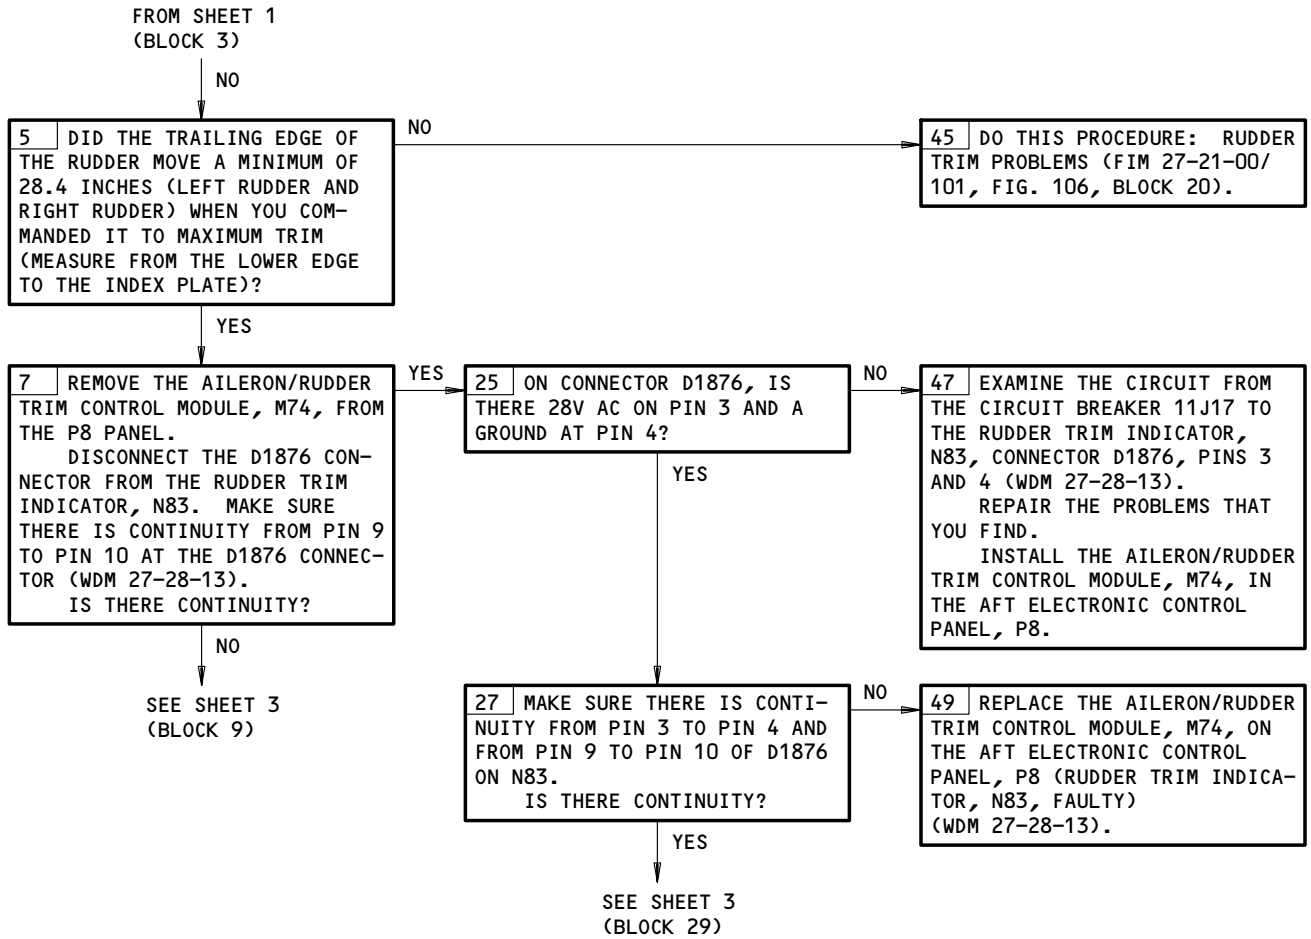 FROM SHEET 1
(BLOCK 3)
NO
5 DID THE TRAILING EDGE OF
THE RUDDER MOVE A MINIMUM OF
28.4 INCHES (LEFT RUDDER AND
RIGHT RUDDER) WHEN YOU COM-
MANDED IT TO MAXIMUM TRIM
(MEASURE FROM THE LOWER EDGE
TO THE INDEX PLATE)?
NO
45 DO THIS PROCEDURE: RUDDER
TRIM PROBLEMS (FIM 27-21-00/
101, FIG. 106, BLOCK 20).
YES
7 REMOVE THE AILERON/RUDDER
TRIM CONTROL MODULE, M74, FROM
THE P8 PANEL.
DISCONNECT THE D1876 CON-
NECTOR FROM THE RUDDER TRIM
INDICATOR, N83. MAKE SURE
THERE IS CONTINUITY FROM PIN 9
TO PIN 10 AT THE D1876 CONNEC-
TOR (WDM 27-28-13).
IS THERE CONTINUITY?
YES
25 ON CONNECTOR D1876, IS
THERE 28V AC ON PIN 3 AND A
GROUND AT PIN 4?
NO
47 EXAMINE THE CIRCUIT FROM
THE CIRCUIT BREAKER 11J17 TO
THE RUDDER TRIM INDICATOR,
N83, CONNECTOR D1876, PINS 3
AND 4 (WDM 27-28-13).
REPAIR THE PROBLEMS THAT
YOU FIND.
INSTALL THE AILERON/RUDDER
TRIM CONTROL MODULE, M74, IN
THE AFT ELECTRONIC CONTROL
PANEL, P8.
YES
NO
SEE SHEET 3
(BLOCK 9)
27 MAKE SURE THERE IS CONTI-
NUITY FROM PIN 3 TO PIN 4 AND
FROM PIN 9 TO PIN 10 OF D1876
ON N83.
IS THERE CONTINUITY?
NO
49 REPLACE THE AILERON/RUDDER
TRIM CONTROL MODULE, M74, ON
THE AFT ELECTRONIC CONTROL
PANEL, P8 (RUDDER TRIM INDICA-
TOR, N83, FAULTY)
(WDM 27-28-13).
YES
SEE SHEET 3
(BLOCK 29)